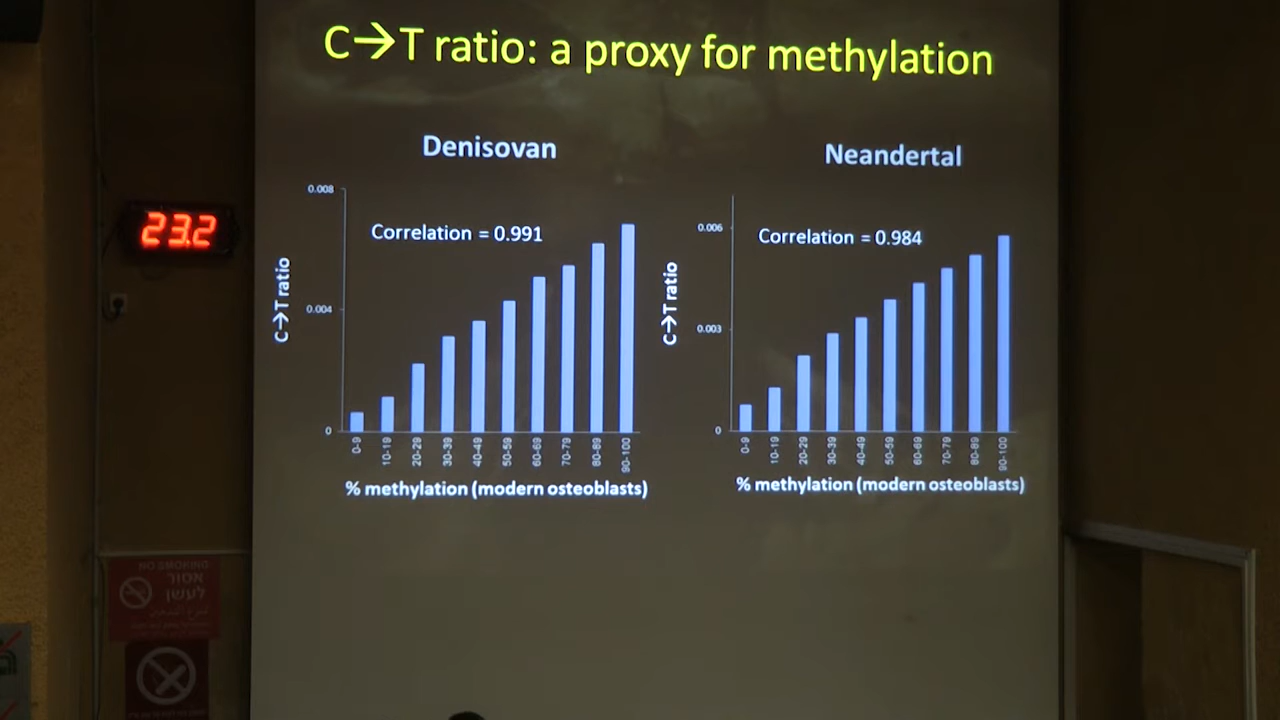 C→T ratio: a proxy for methylation
Denisovan
Neandertal
0.008
0.004
0
C→T ratio
Correlation = 0.991
0-9
10-19
20-29
30-39
40-49
50-59
60-69
70-79
80-89
90-100
% methylation (modern osteoblasts)
0.006
0.003
0
C→T ratio
Correlation = 0.984
0-9
10-19
20-29
30-39
40-49
50-59
60-69
70-79
80-89
90-100
% methylation (modern osteoblasts)
23.2
NO SMOKING
אסור
לעשן